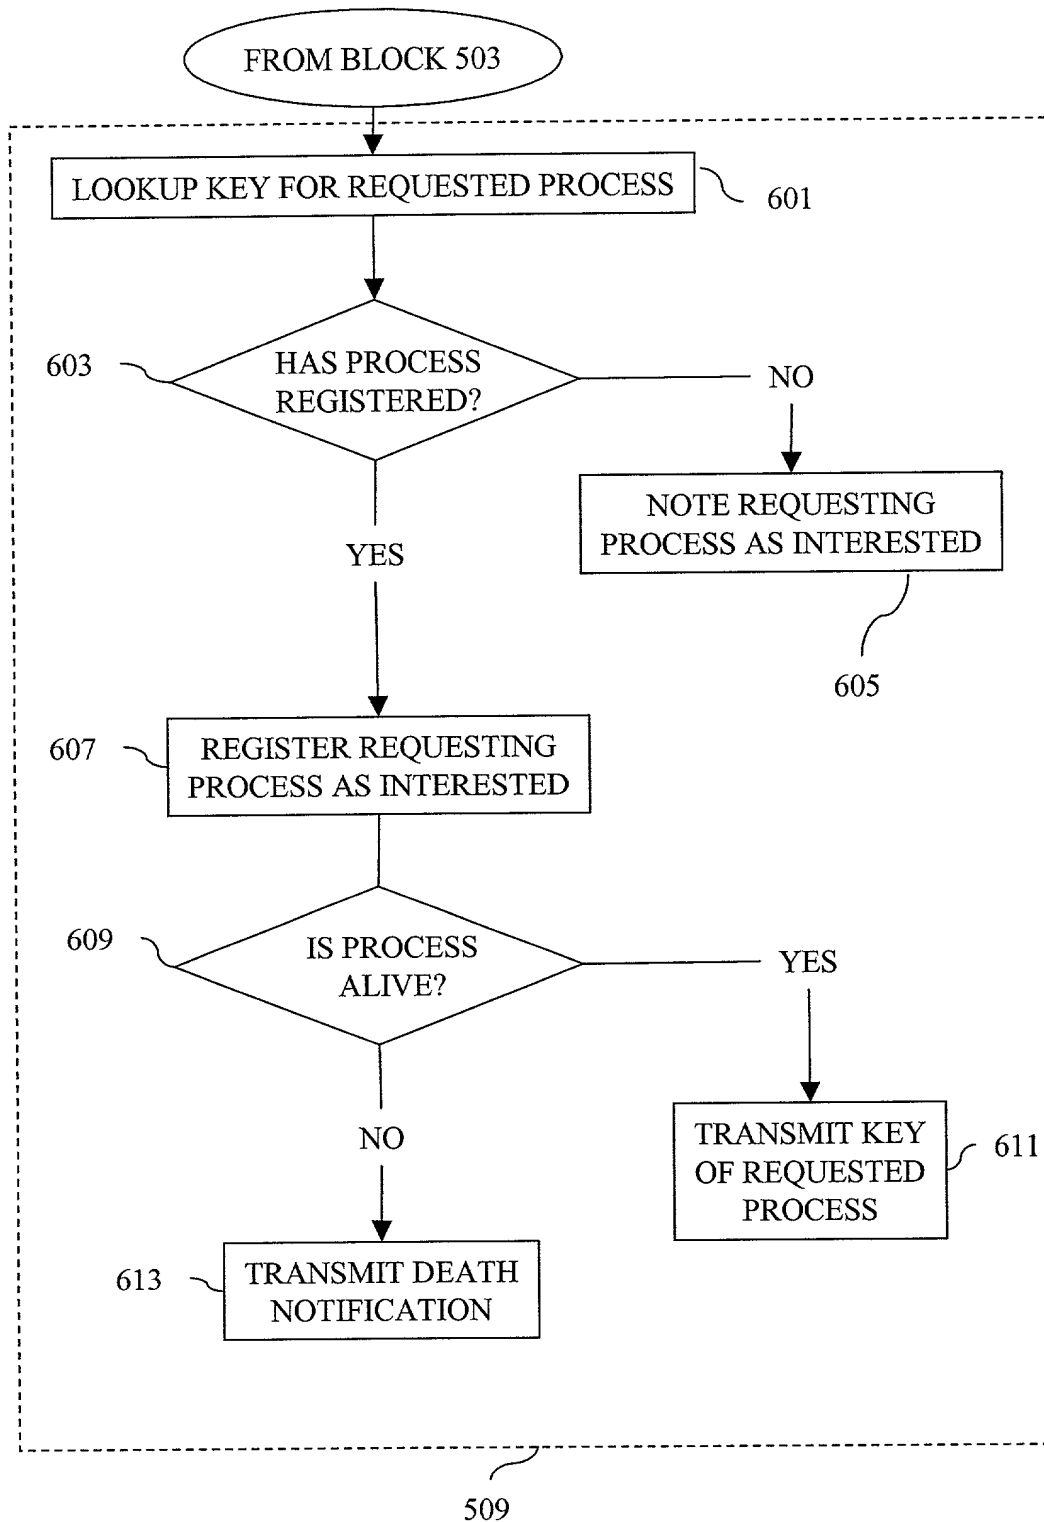 FROM BLOCK 503
LOOKUP KEY FOR REQUESTED PROCESS
601
603
HAS PROCESS
REGISTERED?
NO
NOTE REQUESTING
PROCESS AS INTERESTED
YES
605
607
REGISTER REQUESTING
PROCESS AS INTERESTED
609
IS PROCESS
ALIVE?
YES
NO
TRANSMIT KEY
OF REQUESTED
PROCESS
611
613
TRANSMIT DEATH
NOTIFICATION
509